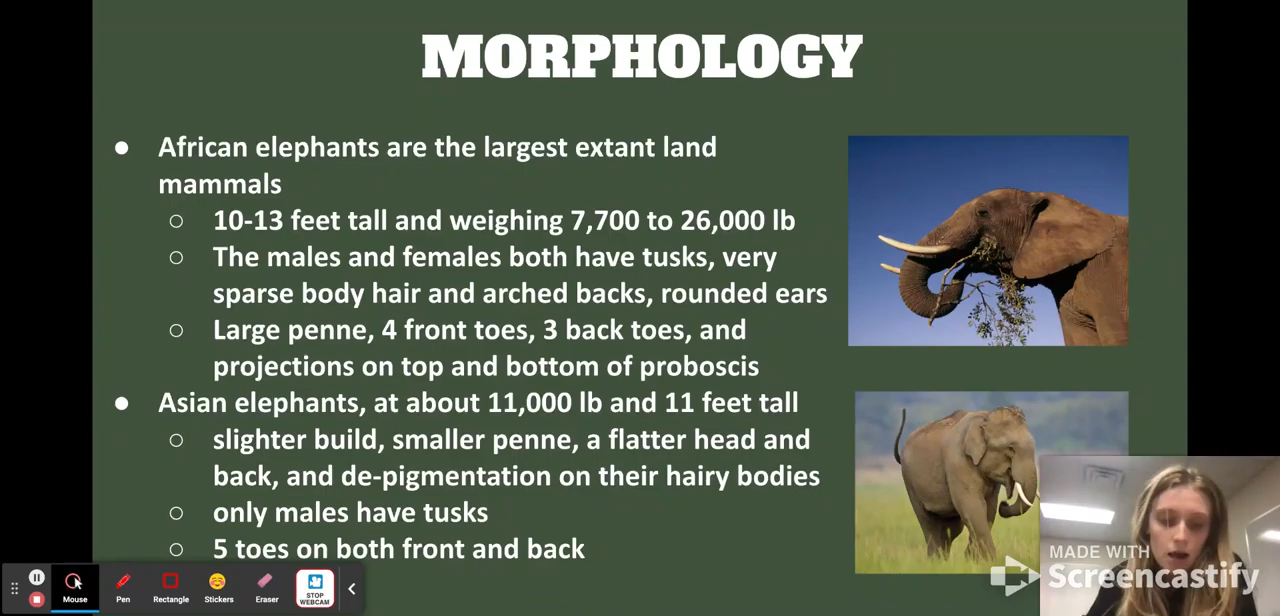 MORPHOLOGY
● African elephants are the largest extant land
mammals
○ 10-13 feet tall and weighing 7,700 to 26,000 lb
○ The males and females both have tusks, very
sparse body hair and arched backs, rounded ears
○ Large penne, 4 front toes, 3 back toes, and
projections on top and bottom of proboscis
● Asian elephants, at about 11,000 lb and 11 feet tall
○ slighter build, smaller penne, a flatter head and
back, and de-pigmentation on their hairy bodies
○ only males have tusks
○ 5 toes on both front and back
Mouse Pen Rectangle Stickers Eraser STOP WEBCAM
MADE WITH
Screencastify